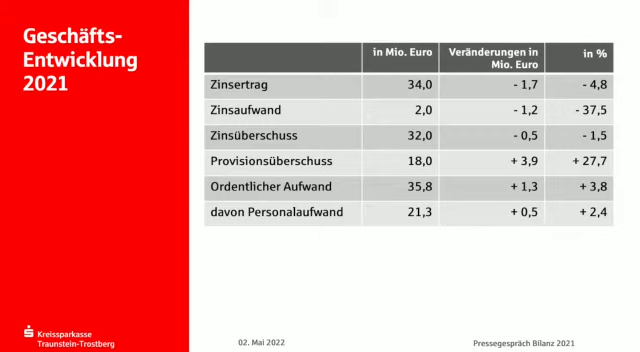 Geschäfts-
Entwicklung
2021
in Mio. Euro Veränderungen in Mio. Euro in %
Zinsertrag 34,0 - 1,7 - 4,8
Zinsaufwand 2,0 - 1,2 - 37,5
Zinsüberschuss 32,0 - 0,5 - 1,5
Provisionsüberschuss 18,0 + 3,9 + 27,7
Ordentlicher Aufwand 35,8 + 1,3 + 3,8
davon Personalaufwand 21,3 + 0,5 + 2,4
Kreissparkasse
Traunstein-Trostberg
02. Mai 2022
Pressegespräch Bilanz 2021